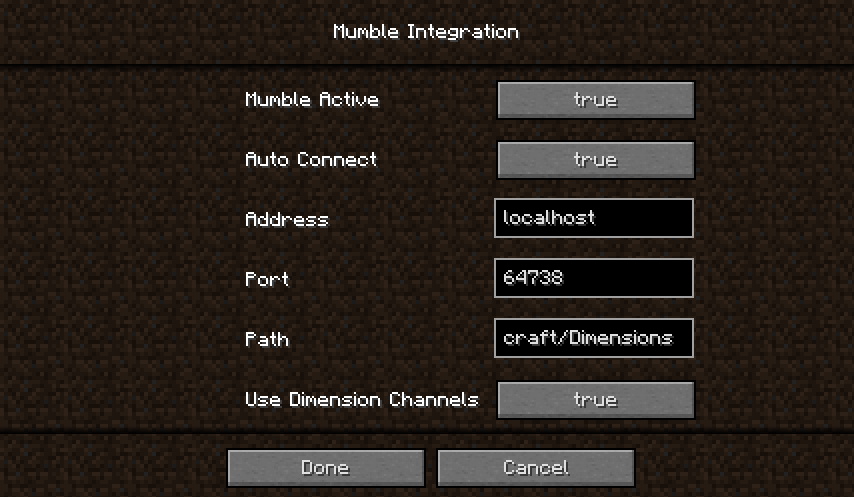 Mumble Integration
Mumble Active true
Auto Connect true
Address localhost
Port 64738
Path craft/Dimensions
Use Dimension Channels true
Done Cancel